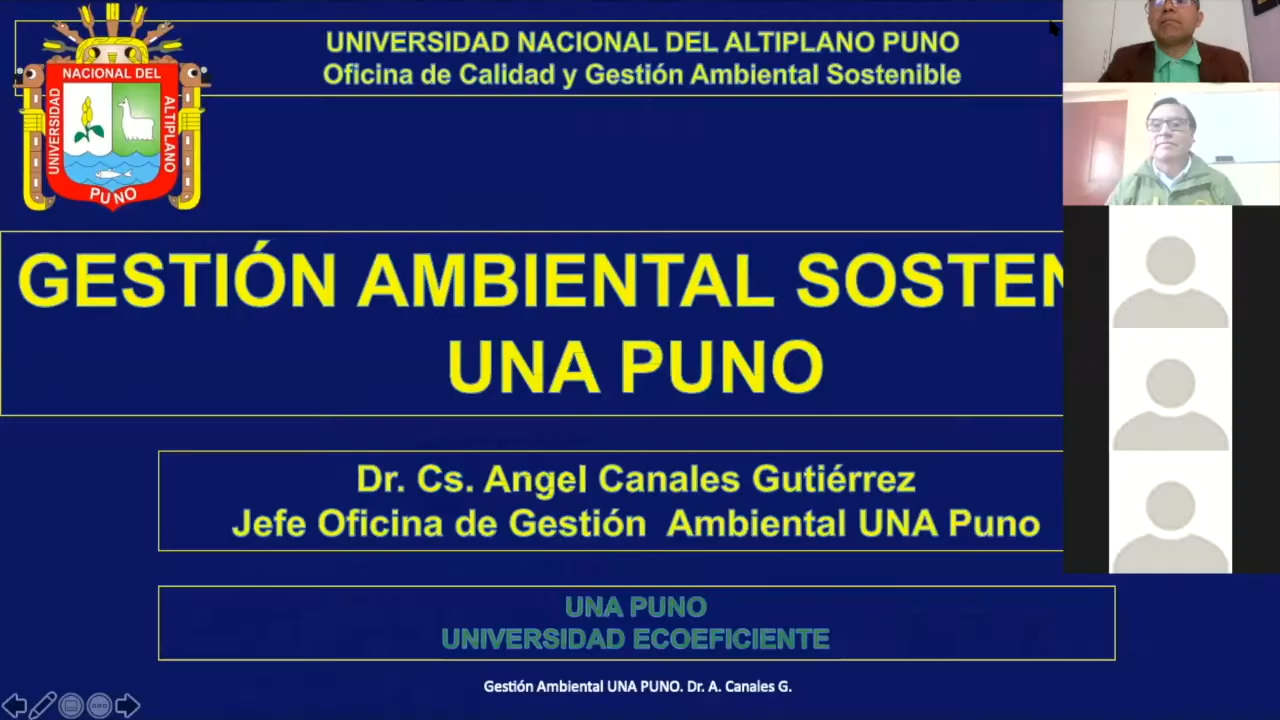 UNIVERSIDAD NACIONAL DEL ALTIPLANO PUNO
Oficina de Calidad y Gestión Ambiental Sostenible
NACIONAL DEL
UNIVERSIDAD
ALTIPLANO
PUNO
GESTIÓN AMBIENTAL SOSTEN
UNA PUNO
Dr. Cs. Angel Canales Gutiérrez
Jefe Oficina de Gestión Ambiental UNA Puno
UNA PUNO
UNIVERSIDAD ECOEFICIENTE
Gestión Ambiental UNA PUNO. Dr. A. Canales G.